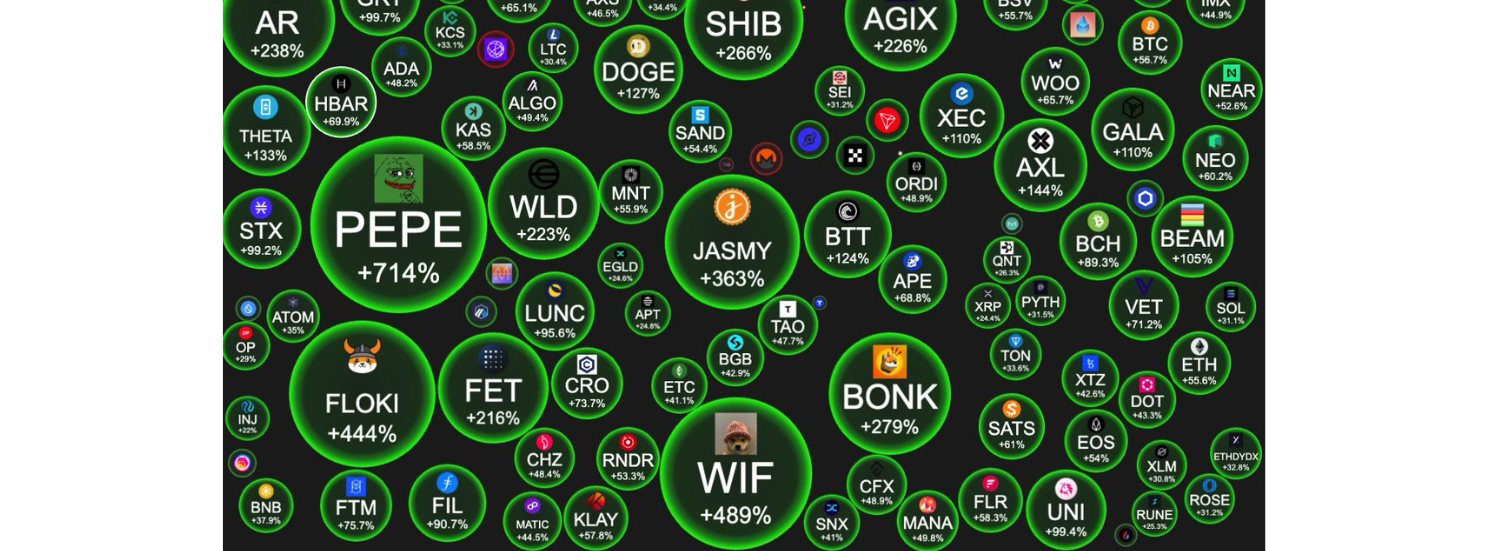 AR
+238%
+99.7%
KCS
+33.1%
+65.1%
AXS
+46.5%
+34.4%
SHIB
+266%
AGIX
+226%
BSV
+55.7%
IMX
+44.9%
LTC
+30.4%
BTC
+56.7%
ADA
+48.2%
DOGE
+127%
HBAR
+69.9%
ALGO
+49.4%
SEI
+31.2%
WOO
+65.7%
NEAR
+52.6%
THETA
+133%
KAS
+58.5%
SAND
+54.4%
XEC
+110%
GALA
+110%
AXL
+144%
NEO
+60.2%
PEPE
+714%
WLD
+223%
MNT
+55.9%
ORDI
+48.9%
STX
+99.2%
JASMY
+363%
BTT
+124%
BCH
+89.3%
BEAM
+105%
EGLD
+24.6%
QNT
+26.3%
APE
+68.8%
ATOM
+35%
LUNC
+95.6%
APT
+24.8%
XRP
+24.4%
PYTH
+31.5%
VET
+71.2%
SOL
+31.1%
TAO
+47.7%
OP
+29%
BGB
+42.9%
TON
+33.6%
ETH
+55.6%
FLOKI
+444%
FET
+216%
CRO
+73.7%
ETC
+41.1%
BONK
+279%
XTZ
+42.6%
DOT
+43.3%
INJ
+22%
SATS
+61%
EOS
+54%
CHZ
+48.4%
RNDR
+53.3%
WIF
+489%
XLM
+30.8%
ETHDYDX
+32.8%
BNB
+37.9%
FTM
+75.7%
FIL
+90.7%
CFX
+48.9%
FLR
+58.3%
UNI
+99.4%
ROSE
+31.2%
MATIC
+44.5%
KLAY
+57.8%
SNX
+41%
MANA
+49.8%
RUNE
+25.3%